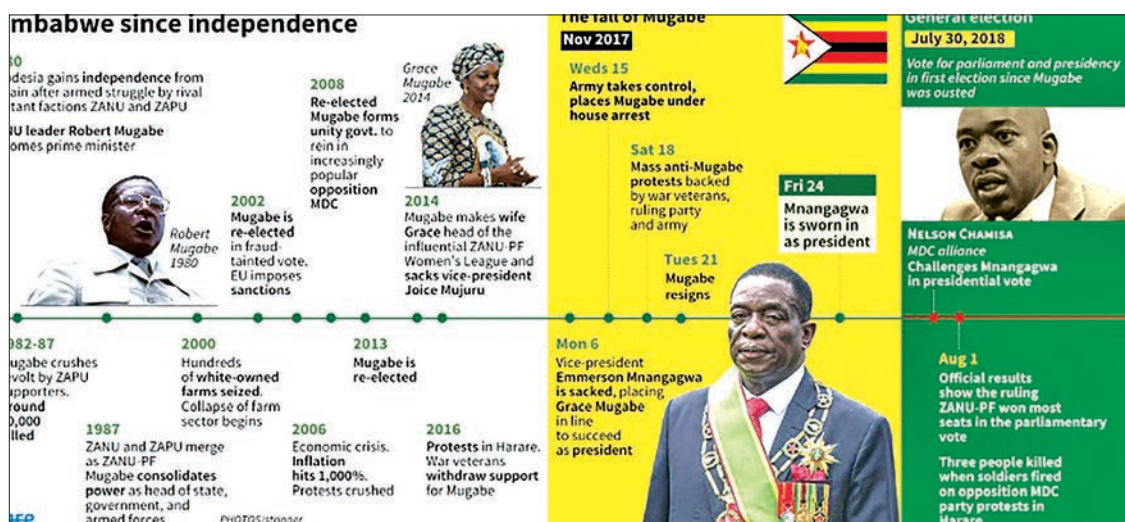 mbabwe since independence
desia gains independence from
ain after armed struggle by rival
tant factions ZANU and ZAPU
NU leader Robert Mugabe
omes prime minister
Robert
Mugabe
1980
2002
Mugabe is
re-elected
in fraud-
tainted vote.
EU imposes
sanctions
2008
Re-elected
Mugabe forms
unity govt. to
rein in
increasingly
popular
opposition
MDC
Grace
Mugabe
2014
2014
Mugabe makes wife
Grace head of the
influential ZANU-PF
Women's League and
sacks vice-president
Joice Mujuru
982-87
ugabe crushes
evolt by ZAPU
upporters.
round
0,000
lled
1987
ZANU and ZAPU merge
as ZANU-PF
Mugabe consolidates
power as head of state,
government, and
armed forces
2000
Hundreds
of white-owned
farms seized.
Collapse of farm
sector begins
2006
Economic crisis.
Inflation
hits 1,000%.
Protests crushed
2013
Mugabe is
re-elected
2016
Protests in Harare.
War veterans
withdraw support
for Mugabe
The fall of Mugabe
Nov 2017
Weds 15
Army takes control,
places Mugabe under
house arrest
Sat 18
Mass anti-Mugabe
protests backed
by war veterans,
ruling party
and army
Tues 21
Mugabe
resigns
Fri 24
Mnangagwa
is sworn in
as president
Mon 6
Vice-president
Emmerson Mnangagwa
is sacked, placing
Grace Mugabe
in line
to succeed
as president
General election
July 30, 2018
Vote for parliament and presidency
in first election since Mugabe
was ousted
NELSON CHAMISA
MDC alliance
Challenges Mnangagwa
in presidential vote
Aug 1
Official results
show the ruling
ZANU-PF won most
seats in the parliamentary
vote
Three people killed
when soldiers fired
on opposition MDC
party protests in
Harare